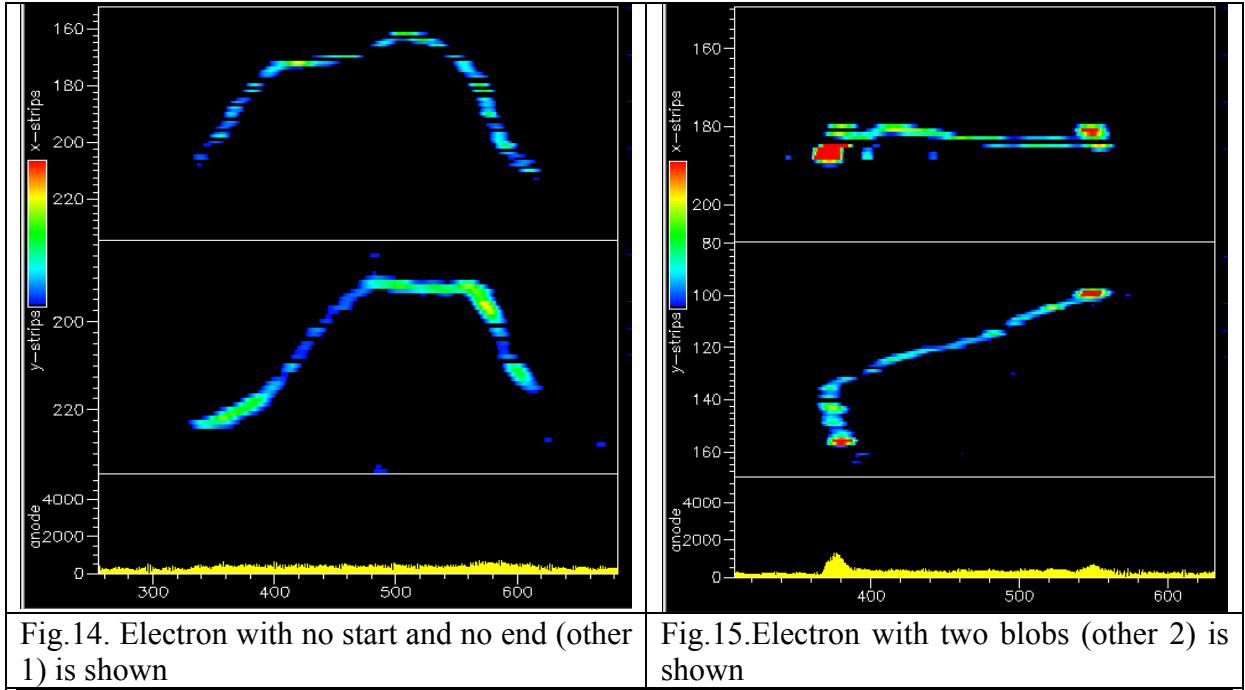 160
180
200
220
x-strips
200
220
y-strips
4000
2000
0
anode
300 400 500 600
160
180
200
x-strips
80
100
120
140
160
y-strips
4000
2000
0
anode
400 500 600
Fig.14. Electron with no start and no end (other
1) is shown
Fig.15.Electron with two blobs (other 2) is
shown